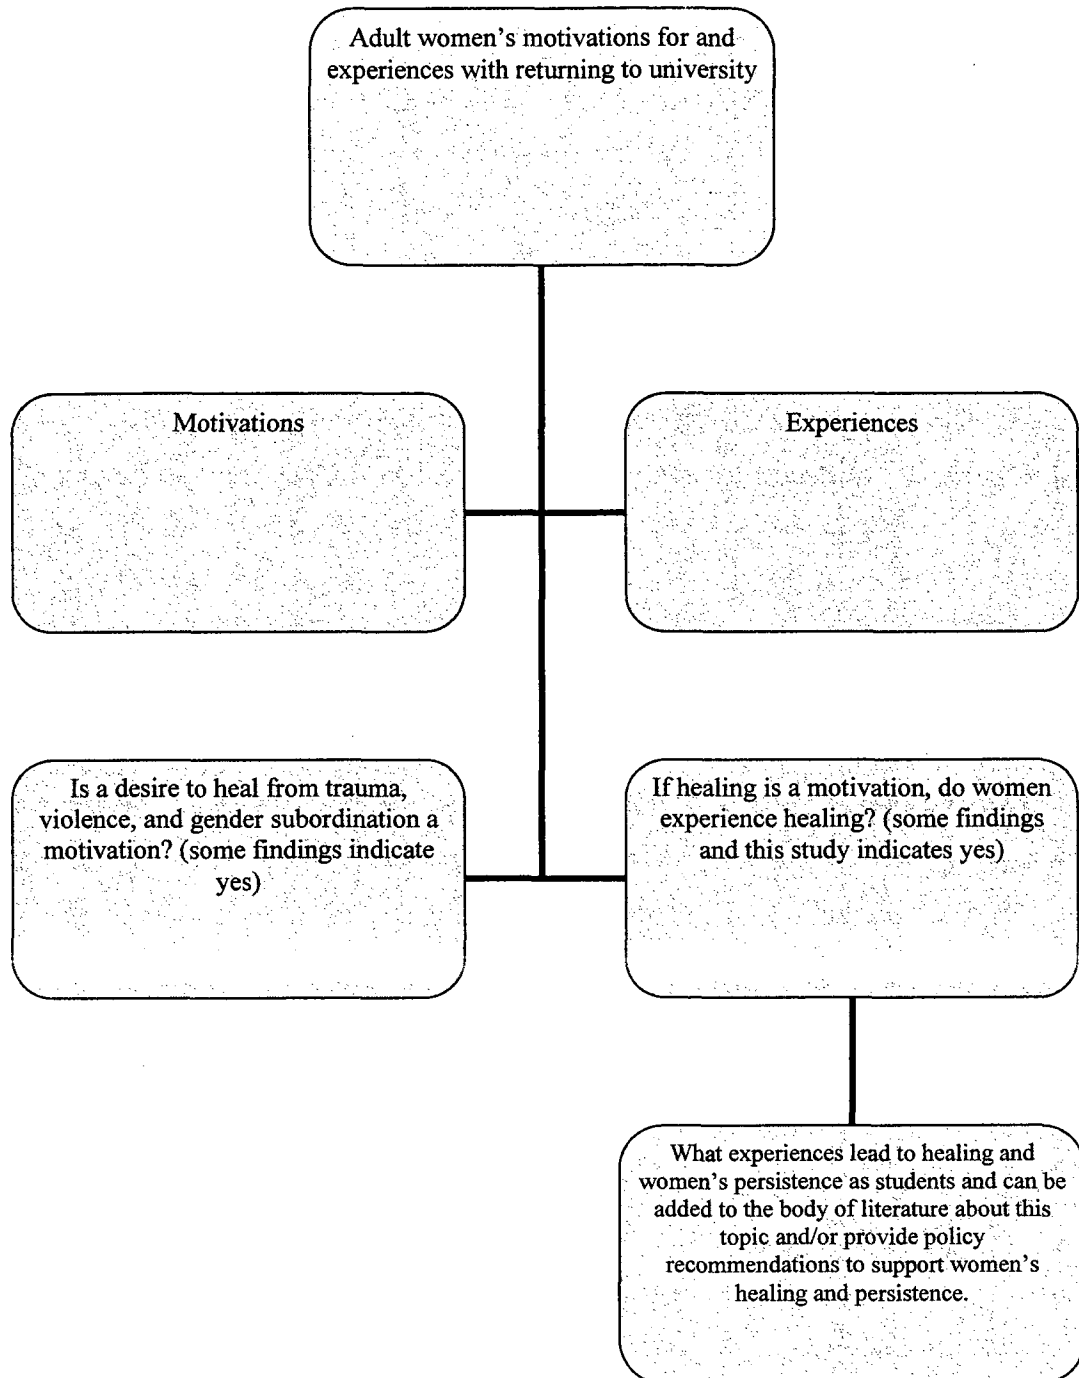 Adult women's motivations for and
experiences with returning to university
Motivations
Experiences
Is a desire to heal from trauma,
violence, and gender subordination a
motivation? (some findings indicate
yes)
If healing is a motivation, do women
experience healing? (some findings
and this study indicates yes)
What experiences lead to healing and
women's persistence as students and can be
added to the body of literature about this
topic and/or provide policy
recommendations to support women's
healing and persistence.